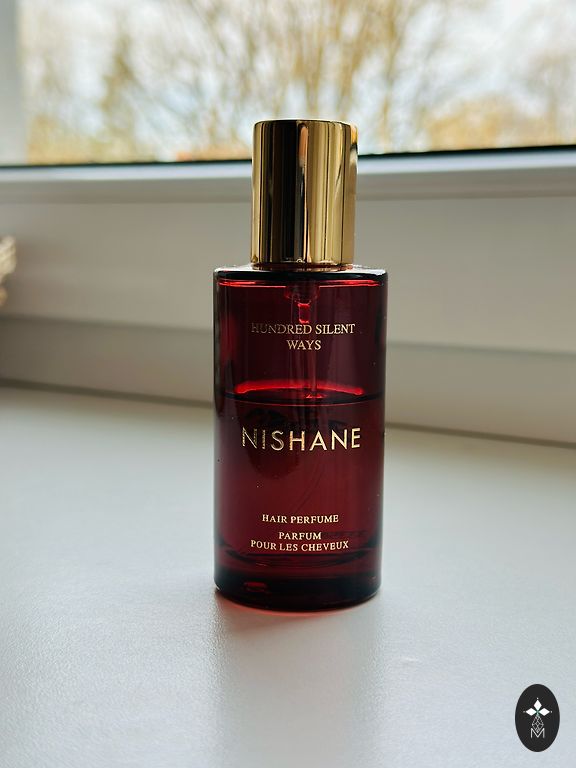 HUNDRED SILENT
WAYS
NISHANE
HAIR PERFUME
PARFUM
POUR LES CHEVEUX
M